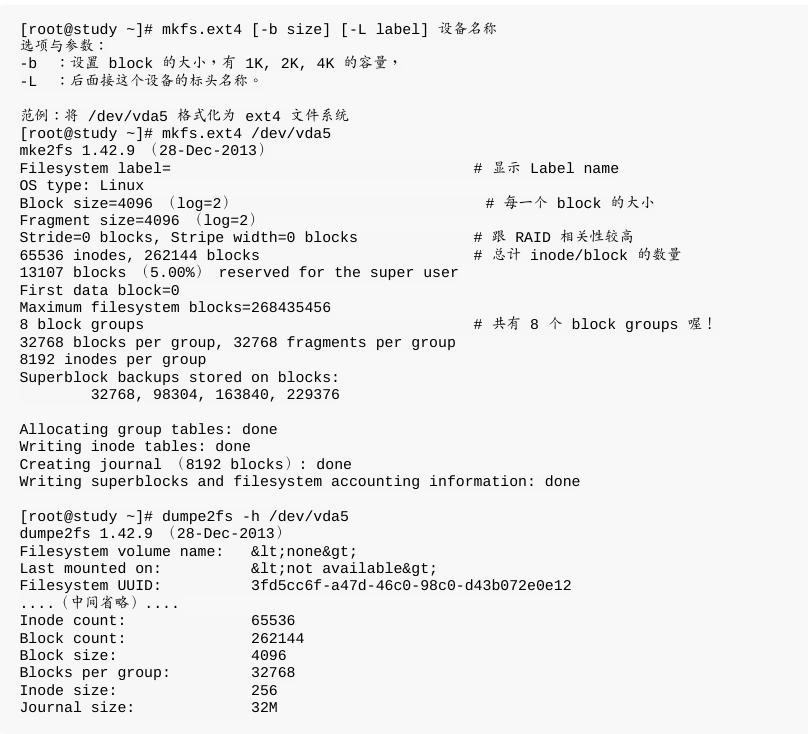 [root@study ~]# mkfs.ext4 [-b size] [-L label] 设备名称
选项与参数：
-b  ：设置 block 的大小，有 1K, 2K, 4K 的容量，
-L  ：后面接这个设备的标头名称。
范例：将 /dev/vda5 格式化为 ext4 文件系统
[root@study ~]# mkfs.ext4 /dev/vda5
mke2fs 1.42.9 （28-Dec-2013）
Filesystem label=                                  # 显示 Label name
OS type: Linux
Block size=4096 （log=2）                             # 每一个 block 的大小
Fragment size=4096 （log=2）
Stride=0 blocks, Stripe width=0 blocks             # 跟 RAID 相关性较高
65536 inodes, 262144 blocks                        # 总计 inode/block 的数量
13107 blocks （5.00%） reserved for the super user
First data block=0
Maximum filesystem blocks=268435456
8 block groups                                     # 共有 8 个 block groups 喔！
32768 blocks per group, 32768 fragments per group
8192 inodes per group
Superblock backups stored on blocks:
        32768, 98304, 163840, 229376
Allocating group tables: done
Writing inode tables: done
Creating journal （8192 blocks）: done
Writing superblocks and filesystem accounting information: done
[root@study ~]# dumpe2fs -h /dev/vda5
dumpe2fs 1.42.9 （28-Dec-2013）
Filesystem volume name:   &lt;none&gt;
Last mounted on:          &lt;not available&gt;
Filesystem UUID:          3fd5cc6f-a47d-46c0-98c0-d43b072e0e12
....（中间省略）....
Inode count:              65536
Block count:              262144
Block size:               4096
Blocks per group:         32768
Inode size:               256
Journal size:             32M